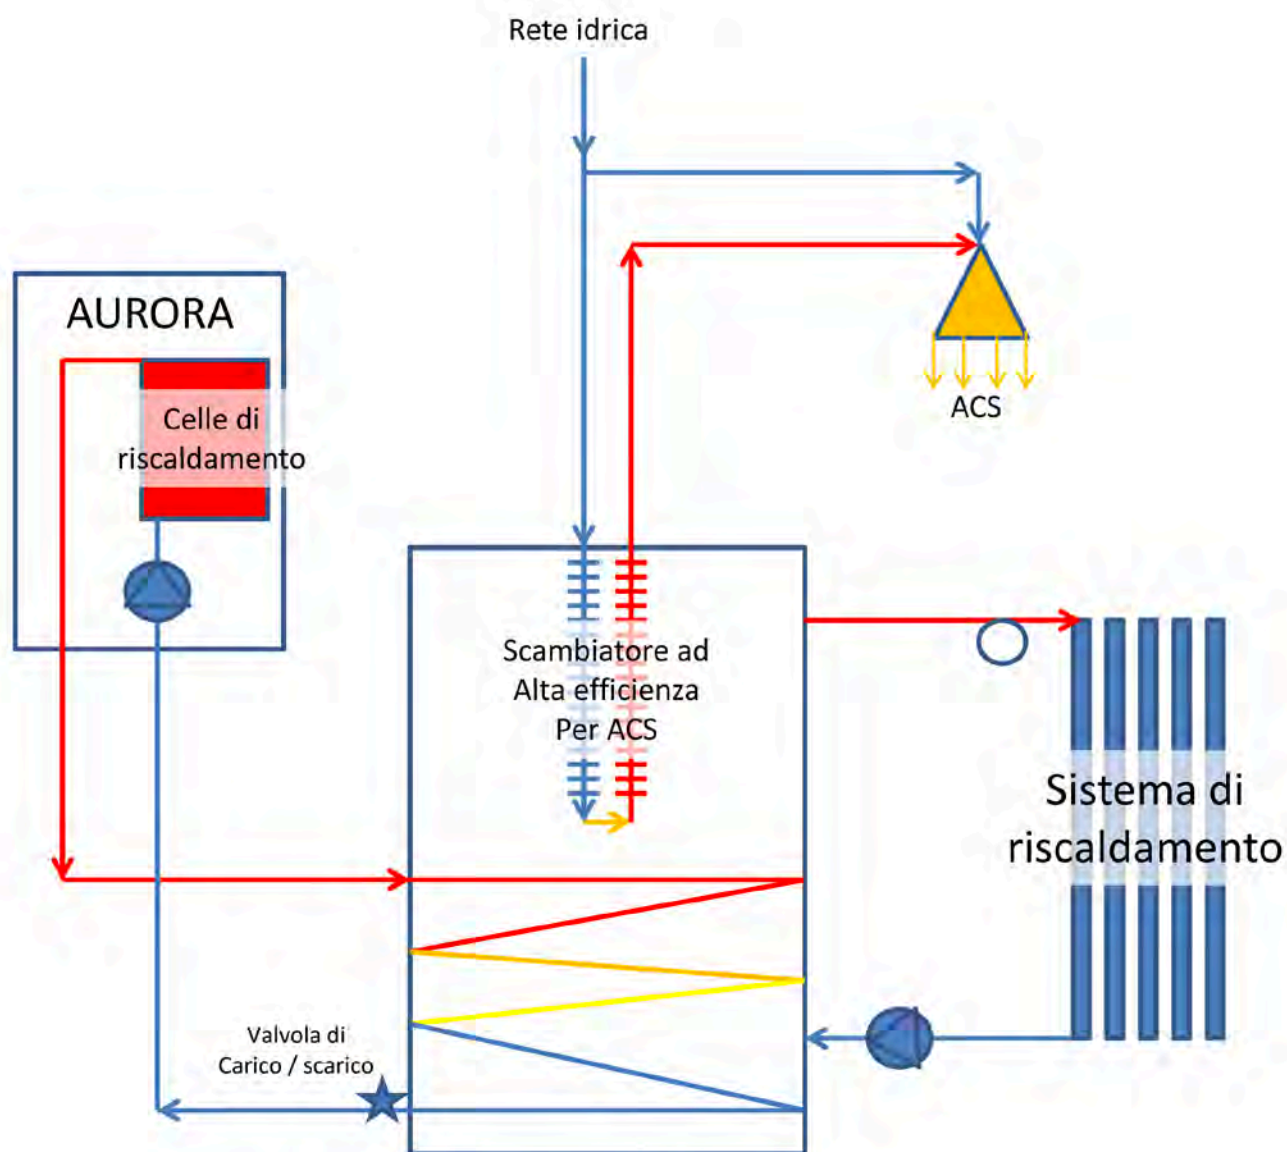 Rete idrica
AURORA
Celle di
riscaldamento
ACS
Scambiatore ad
Alta efficienza
Per ACS
Sistema di
riscaldamento
Valvola di
Carico / scarico